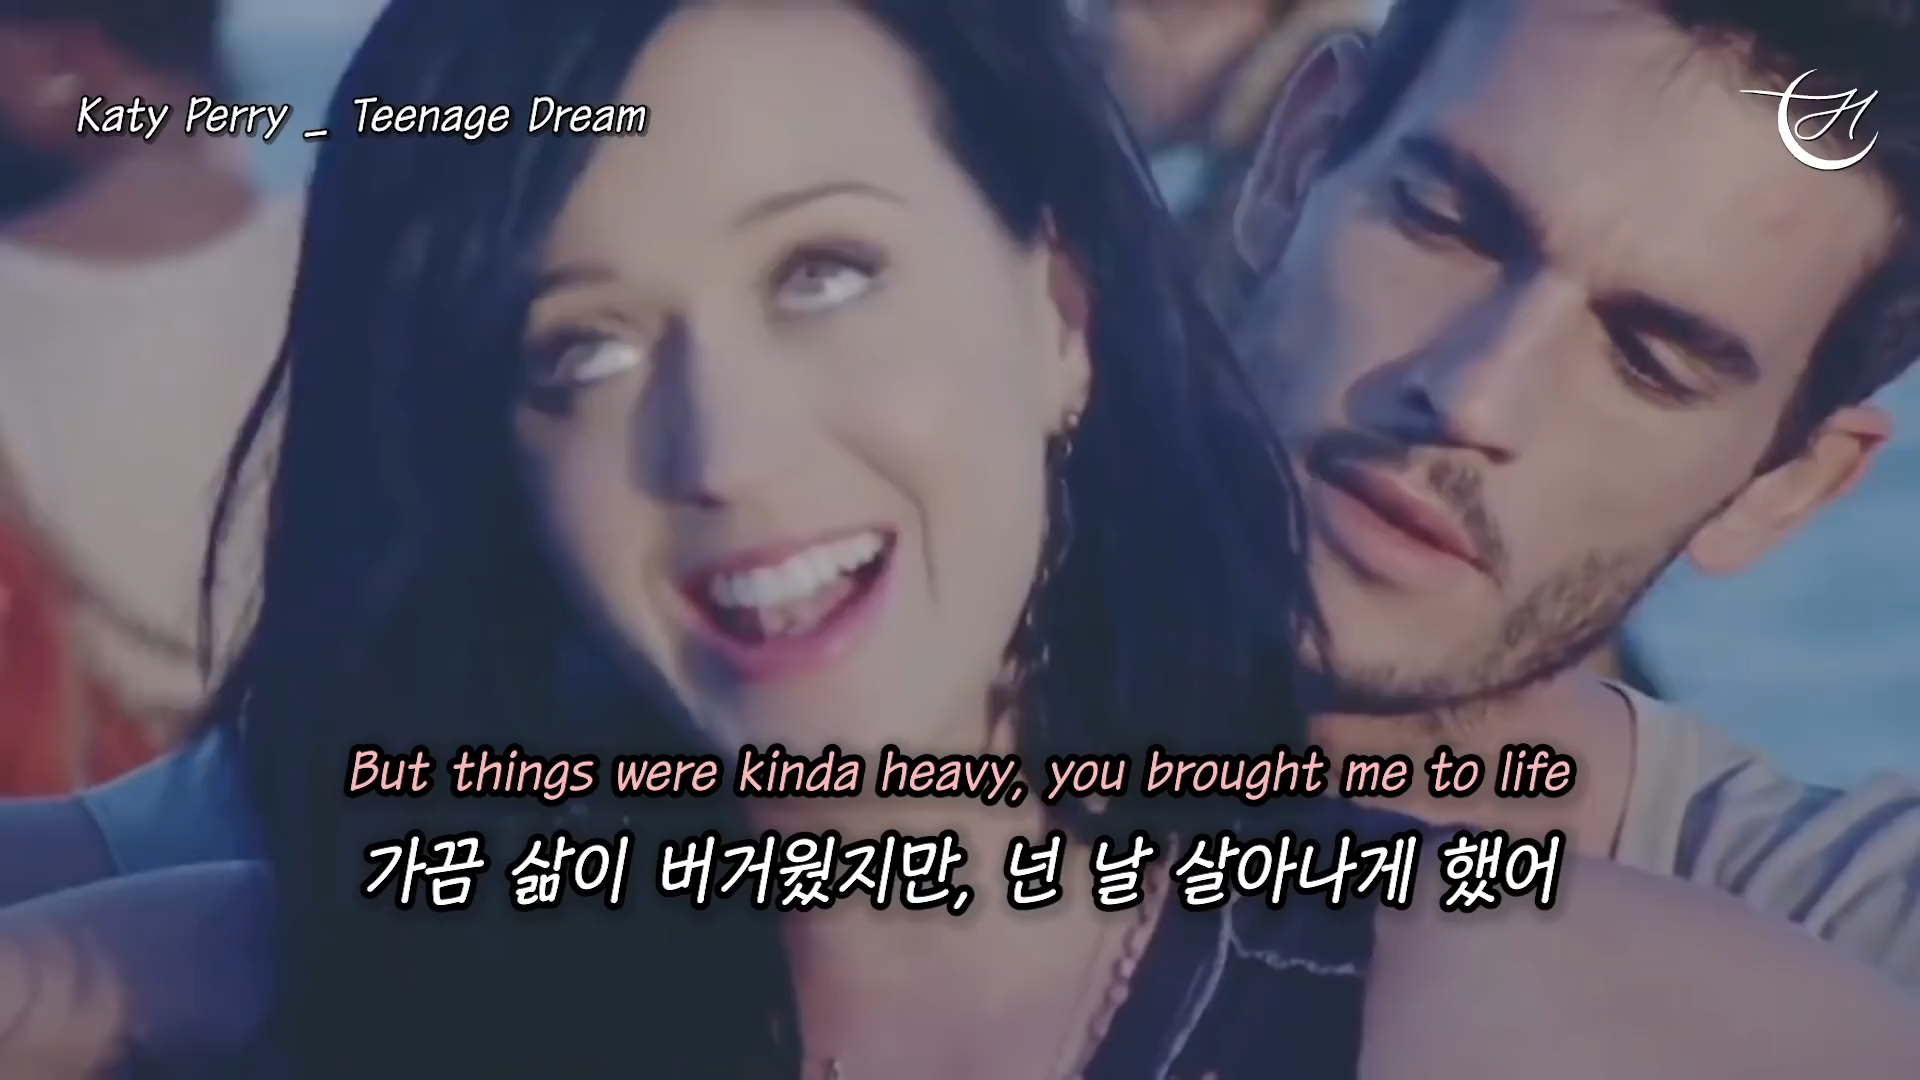 Katy Perry _ Teenage Dream
But things were kinda heavy, you brought me to life
가끔 삶이 버거웠지만, 넌 날 살아나게 했어